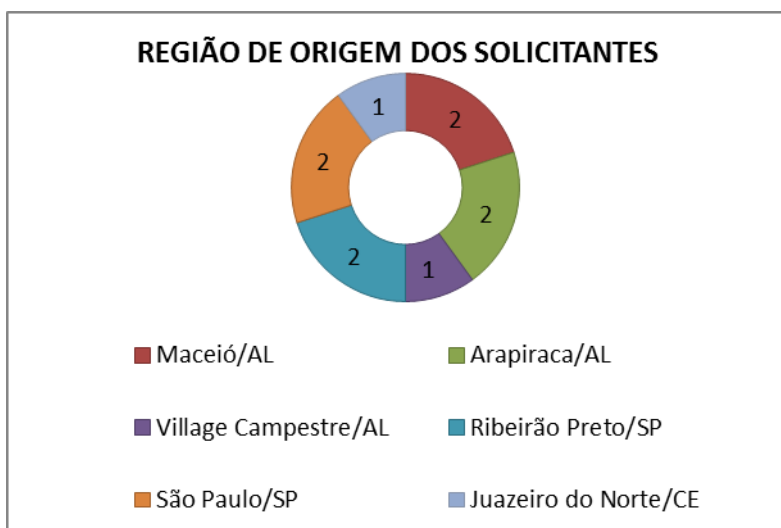 REGIÃO DE ORIGEM DOS SOLICITANTES
1
2
2
2
2
1
Maceió/AL
Arapiraca/AL
Village Campestre/AL
Ribeirão Preto/SP
São Paulo/SP
Juazeiro do Norte/CE